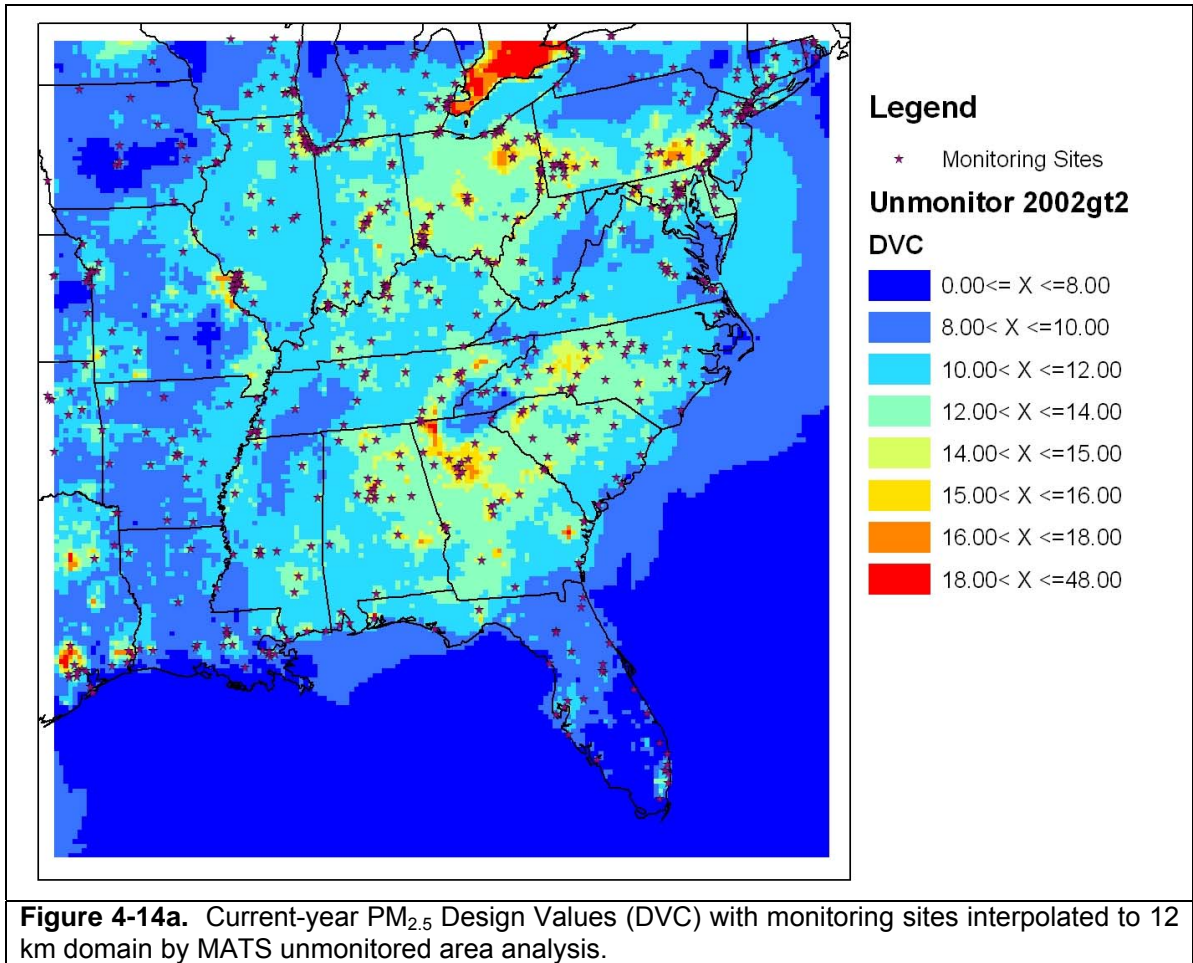 Legend
Monitoring Sites
Unmonitor 2002gt2
DVC
0.00<= X <=8.00
8.00< X <=10.00
10.00< X <=12.00
12.00< X <=14.00
14.00< X <=15.00
15.00< X <=16.00
16.00< X <=18.00
18.00< X <=48.00
Figure 4-14a. Current-year PM2.5 Design Values (DVC) with monitoring sites interpolated to 12
km domain by MATS unmonitored area analysis.